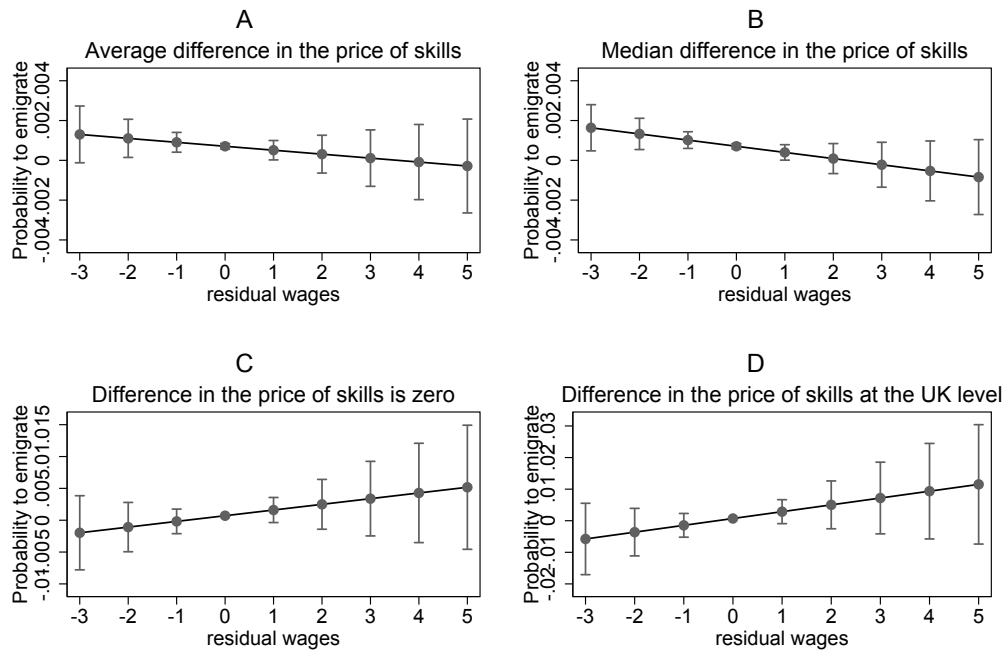 A
Average difference in the price of skills
Probability to emigrate
-.004-.002 0 .002 .004
-3 -2 -1 0 1 2 3 4 5
residual wages
B
Median difference in the price of skills
Probability to emigrate
-.004-.002 0 .002 .004
-3 -2 -1 0 1 2 3 4 5
residual wages
C
Difference in the price of skills is zero
Probability to emigrate
-.01-.005 0 .005 .01 .015
-3 -2 -1 0 1 2 3 4 5
residual wages
D
Difference in the price of skills at the UK level
Probability to emigrate
-.02-.01 0 .01 .02 .03
-3 -2 -1 0 1 2 3 4 5
residual wages